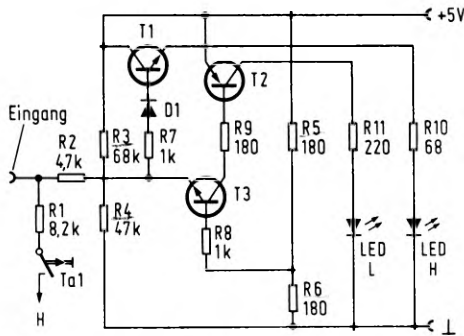 +5V
T1
T2
Eingang
D1
R2
4,7k
R3
68k
R7
1k
R9
180
R5
180
R11
220
R10
68
R4
47k
T3
R1
8,2k
R8
1k
LED
L
LED
H
Ta1
R6
180
H